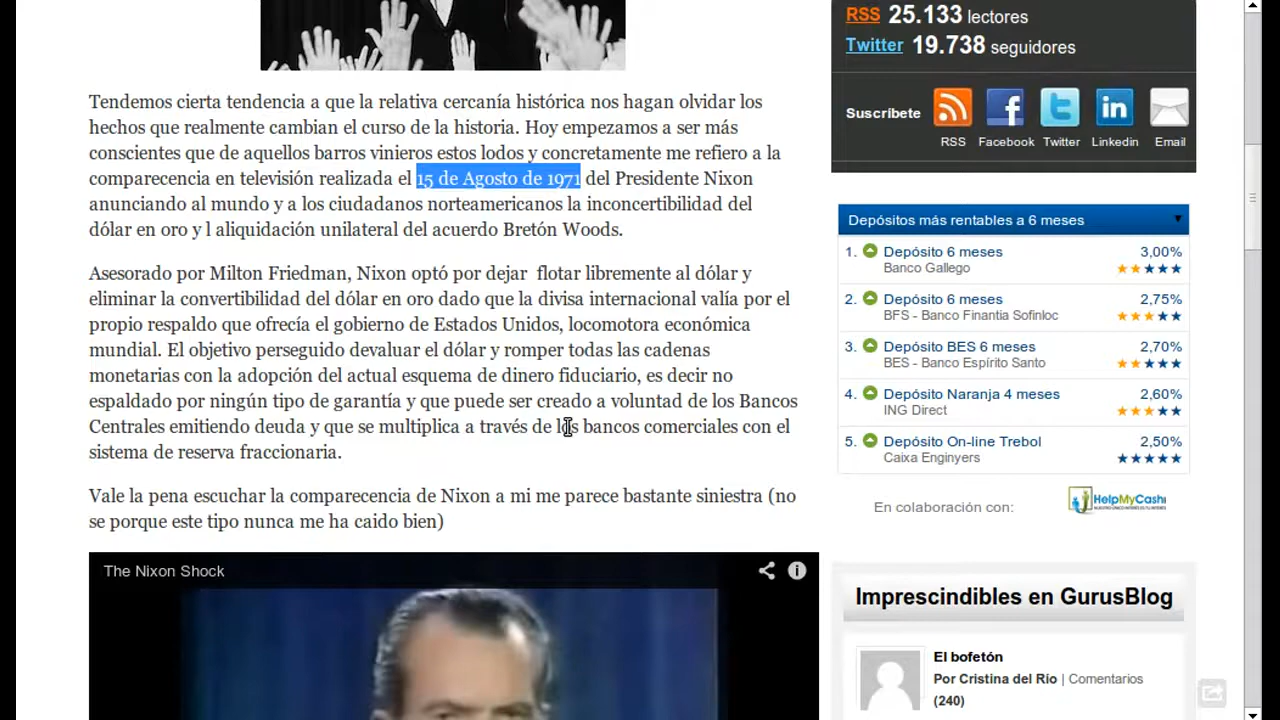 Tendemos cierta tendencia a que la relativa cercanía histórica nos hagan olvidar los
hechos que realmente cambian el curso de la historia. Hoy empezamos a ser más
conscientes que de aquellos barros vinieros estos lodos y concretamente me refiero a la
comparecencia en televisión realizada el 15 de Agosto de 1971 del Presidente Nixon
anunciando al mundo y a los ciudadanos norteamericanos la inconcertibilidad del
dólar en oro y l aliquidación unilateral del acuerdo Bretón Woods.
Asesorado por Milton Friedman, Nixon optó por dejar flotar libremente al dólar y
eliminar la convertibilidad del dólar en oro dado que la divisa internacional valía por el
propio respaldo que ofrecía el gobierno de Estados Unidos, locomotora económica
mundial. El objetivo perseguido devaluar el dólar y romper todas las cadenas
monetarias con la adopción del actual esquema de dinero fiduciario, es decir no
espaldado por ningún tipo de garantía y que puede ser creado a voluntad de los Bancos
Centrales emitiendo deuda y que se multiplica a través de los bancos comerciales con el
sistema de reserva fraccionaria.
Vale la pena escuchar la comparecencia de Nixon a mi me parece bastante siniestra (no
se porque este tipo nunca me ha caido bien)
The Nixon Shock
RSS 25.133 lectores
Twitter 19.738 seguidores
Suscríbete
RSS Facebook Twitter Linkedin Email
Depósitos más rentables a 6 meses
1. Depósito 6 meses 3,00%
Banco Gallego
2. Depósito 6 meses 2,75%
BFS - Banco Finantia Sofinloc
3. Depósito BES 6 meses 2,70%
BES - Banco Espírito Santo
4. Depósito Naranja 4 meses 2,60%
ING Direct
5. Depósito On-line Trebol 2,50%
Caixa Enginyers
En colaboración con: HelpMyCash
Imprescindibles en GurusBlog
El bofetón
Por Cristina del Río | Comentarios
(240)